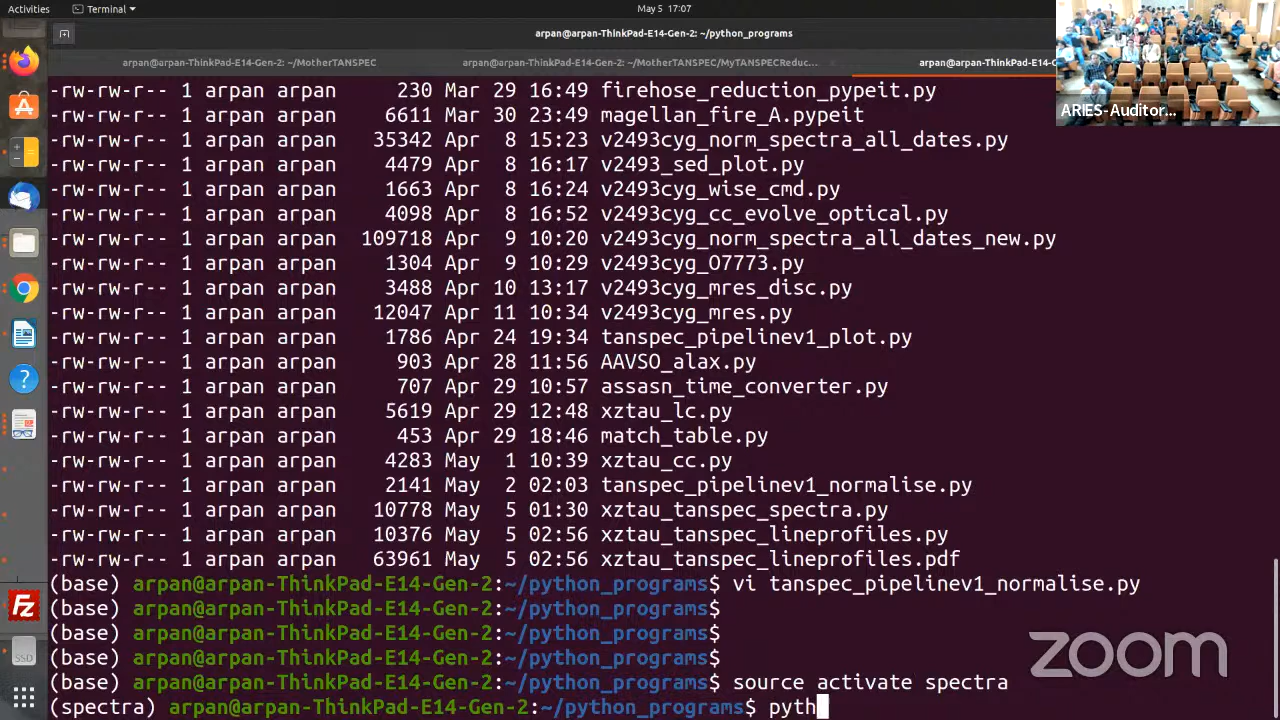 Activities
Terminal
May 5 17:07
arpan@arpan-ThinkPad-E14-Gen-2: ~/python_programs
arpan@arpan-ThinkPad-E14-Gen-2: ~/MotherTANSPEC
arpan@arpan-ThinkPad-E14-Gen-2: ~/MotherTANSPEC/MyTANSPECReduc...
arpan@arpan-ThinkPad-E14-G
ARIES-Auditor...
-rw-rw-r-- 1 arpan arpan 230 Mar 29 16:49 firehose_reduction_pypeit.py
-rw-rw-r-- 1 arpan arpan 6611 Mar 30 23:49 magellan_fire_A.pypeit
-rw-rw-r-- 1 arpan arpan 35342 Apr 8 15:23 v2493cyg_norm_spectra_all_dates.py
-rw-rw-r-- 1 arpan arpan 4479 Apr 8 16:17 v2493_sed_plot.py
-rw-rw-r-- 1 arpan arpan 1663 Apr 8 16:24 v2493cyg_wise_cmd.py
-rw-rw-r-- 1 arpan arpan 4098 Apr 8 16:52 v2493cyg_cc_evolve_optical.py
-rw-rw-r-- 1 arpan arpan 109718 Apr 9 10:20 v2493cyg_norm_spectra_all_dates_new.py
-rw-rw-r-- 1 arpan arpan 1304 Apr 9 10:29 v2493cyg_O7773.py
-rw-rw-r-- 1 arpan arpan 3488 Apr 10 13:17 v2493cyg_mres_disc.py
-rw-rw-r-- 1 arpan arpan 12047 Apr 11 10:34 v2493cyg_mres.py
-rw-rw-r-- 1 arpan arpan 1786 Apr 24 19:34 tanspec_pipelinev1_plot.py
-rw-rw-r-- 1 arpan arpan 903 Apr 28 11:56 AAVSO_alax.py
-rw-rw-r-- 1 arpan arpan 707 Apr 29 10:57 assasn_time_converter.py
-rw-rw-r-- 1 arpan arpan 5619 Apr 29 12:48 xztau_lc.py
-rw-rw-r-- 1 arpan arpan 453 Apr 29 18:46 match_table.py
-rw-rw-r-- 1 arpan arpan 4283 May 1 10:39 xztau_cc.py
-rw-rw-r-- 1 arpan arpan 2141 May 2 02:03 tanspec_pipelinev1_normalise.py
-rw-rw-r-- 1 arpan arpan 10778 May 5 01:30 xztau_tanspec_spectra.py
-rw-rw-r-- 1 arpan arpan 10376 May 5 02:56 xztau_tanspec_lineprofiles.py
-rw-rw-r-- 1 arpan arpan 63961 May 5 02:56 xztau_tanspec_lineprofiles.pdf
(base) arpan@arpan-ThinkPad-E14-Gen-2:~/python_programs$ vi tanspec_pipelinev1_normalise.py
(base) arpan@arpan-ThinkPad-E14-Gen-2:~/python_programs$
(base) arpan@arpan-ThinkPad-E14-Gen-2:~/python_programs$
(base) arpan@arpan-ThinkPad-E14-Gen-2:~/python_programs$
(base) arpan@arpan-ThinkPad-E14-Gen-2:~/python_programs$ source activate spectra
(spectra) arpan@arpan-ThinkPad-E14-Gen-2:~/python_programs$ pyth
zoom
Fz
SSD